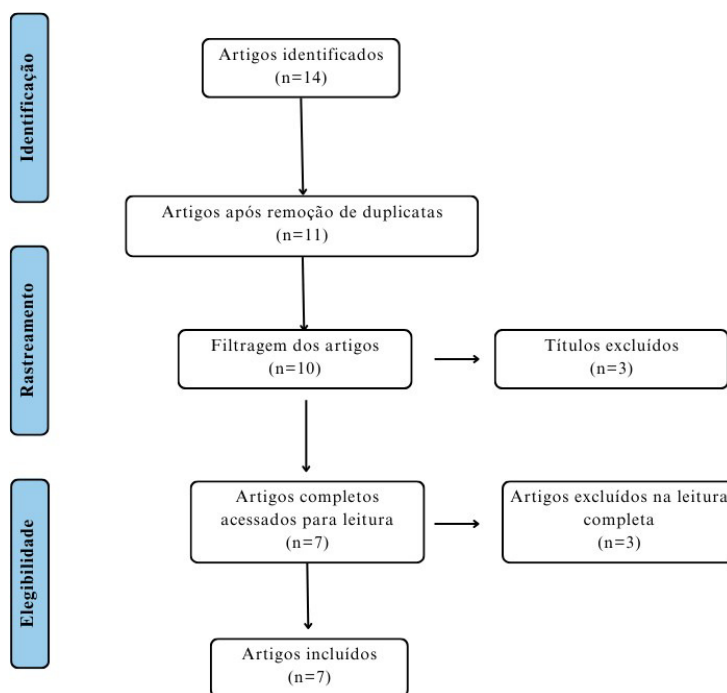 Identificação
Artigos identificados
(n=14)
Artigos após remoção de duplicatas
(n=11)
Rastreamento
Filtragem dos artigos
(n=10)
Títulos excluídos
(n=3)
Elegibilidade
Artigos completos
acessados para leitura
(n=7)
Artigos excluídos na leitura
completa
(n=3)
Artigos incluídos
(n=7)